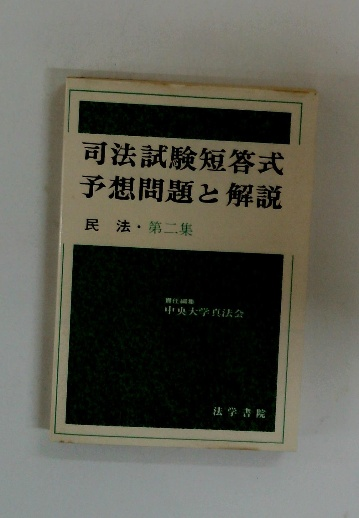 司法試験短答式
予想問題と解説
民法・第二集
責任編集
中央大学真法会
法学書院